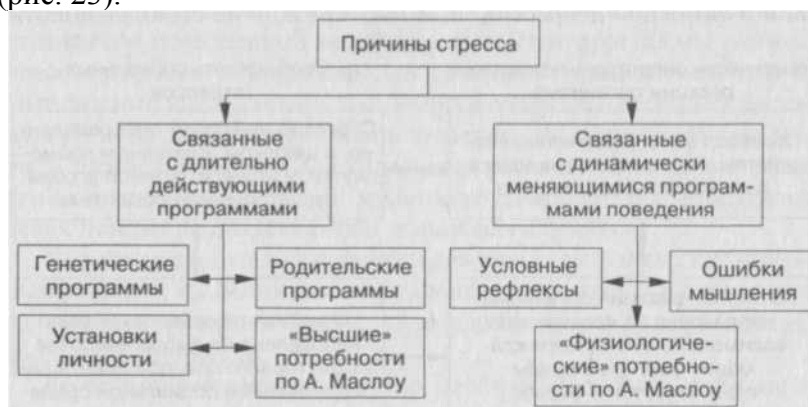 (рис. 23).
Причины стресса
Связанные
с длительно
действующими
программами
Связанные
с динамически
меняющимися програм-
мами поведения
Генетические
программы
Родительские
программы
Условные
рефлексы
Ошибки
мышления
Установки
личности
«Высшие»
потребности
по А. Маслоу
«Физиологиче-
ские» потребно-
сти по А. Маслоу